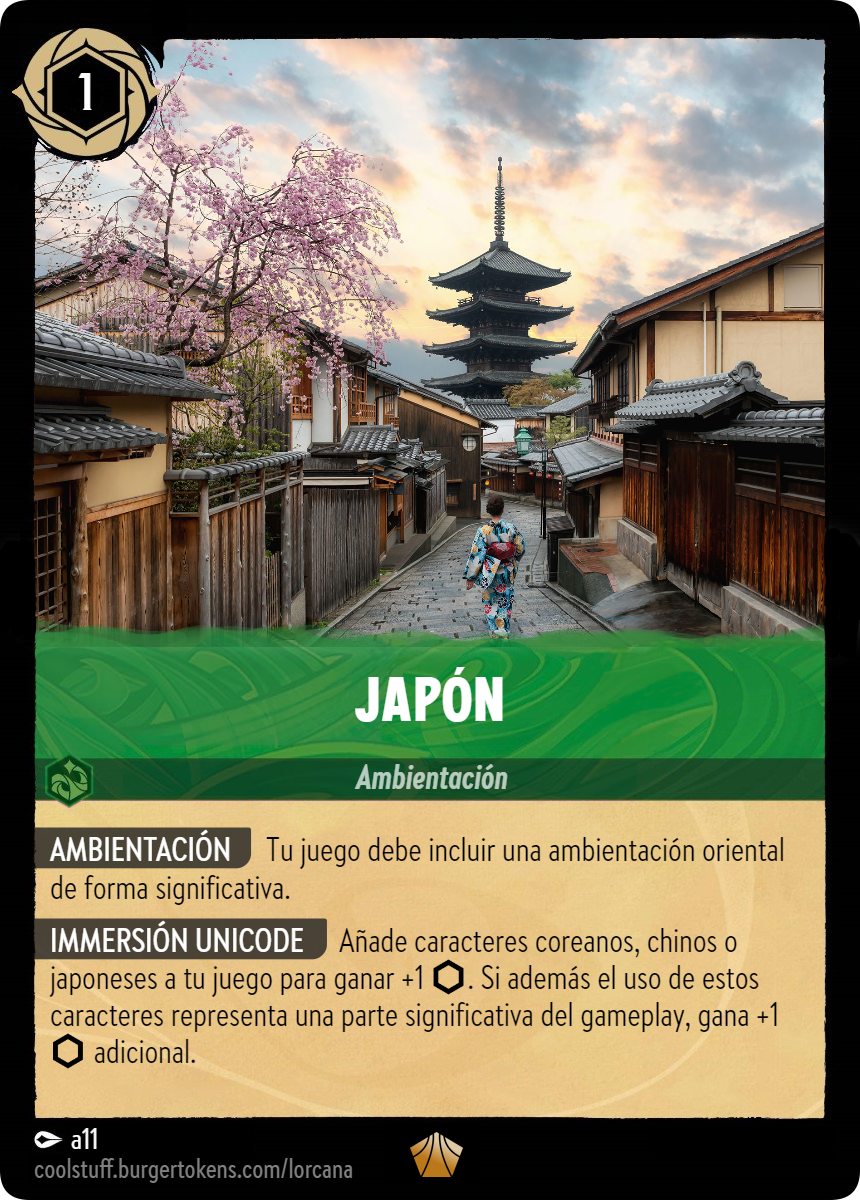 1
JAPÓN
Ambientación
AMBIENTACIÓN Tu juego debe incluir una ambientación oriental
de forma significativa.
IMMERSIÓN UNICODE Añade caracteres coreanos, chinos o
japoneses a tu juego para ganar +1 ⬡. Si además el uso de estos
caracteres representa una parte significativa del gameplay, gana +1
⬡ adicional.
a11
coolstuff.burgertokens.com/lorcana